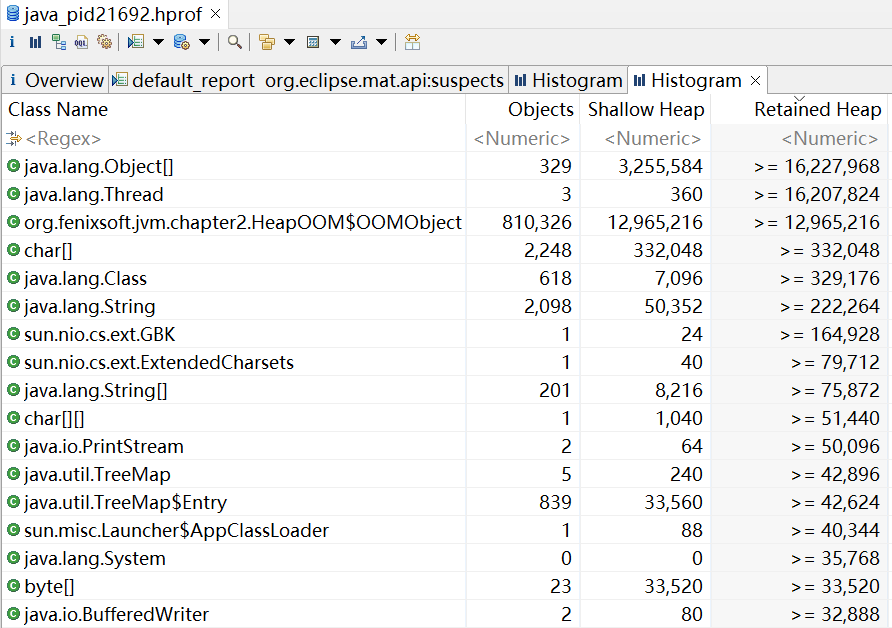 java_pid21692.hprof
i OQL
i Overview default_report org.eclipse.mat.api:suspects Histogram Histogram
Class Name Objects Shallow Heap Retained Heap
<Regex> <Numeric> <Numeric> <Numeric>
C java.lang.Object[] 329 3,255,584 >= 16,227,968
C java.lang.Thread 3 360 >= 16,207,824
C org.fenixsoft.jvm.chapter2.HeapOOM$OOMObject 810,326 12,965,216 >= 12,965,216
C char[] 2,248 332,048 >= 332,048
C java.lang.Class 618 7,096 >= 329,176
C java.lang.String 2,098 50,352 >= 222,264
C sun.nio.cs.ext.GBK 1 24 >= 164,928
C sun.nio.cs.ext.ExtendedCharsets 1 40 >= 79,712
C java.lang.String[] 201 8,216 >= 75,872
C char[][] 1 1,040 >= 51,440
C java.io.PrintStream 2 64 >= 50,096
C java.util.TreeMap 5 240 >= 42,896
C java.util.TreeMap$Entry 839 33,560 >= 42,624
C sun.misc.Launcher$AppClassLoader 1 88 >= 40,344
C java.lang.System 0 0 >= 35,768
C byte[] 23 33,520 >= 33,520
C java.io.BufferedWriter 2 80 >= 32,888